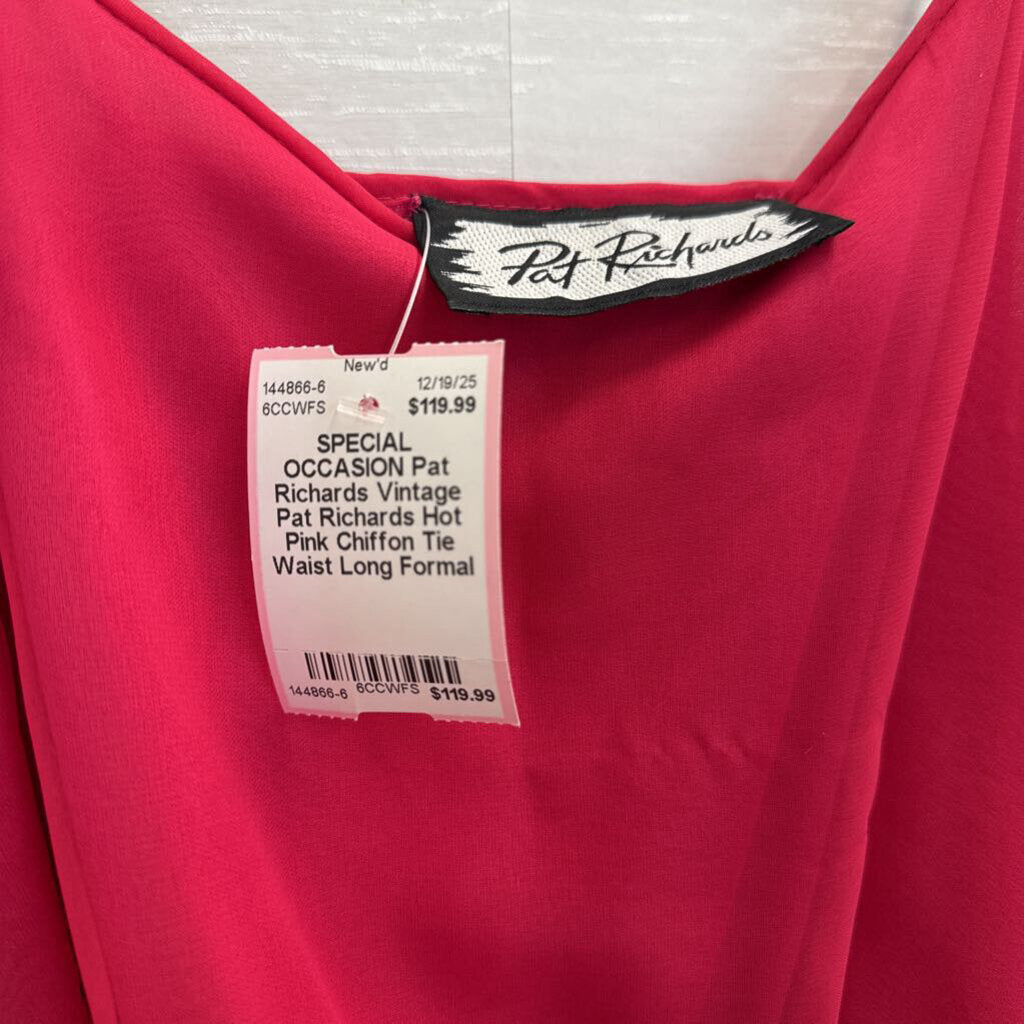 Pat Richards
New'd
144866-6 12/19/25
6CCWFS $119.99
SPECIAL
OCCASION Pat
Richards Vintage
Pat Richards Hot
Pink Chiffon Tie
Waist Long Formal
144866-6 6CCWFS $119.99